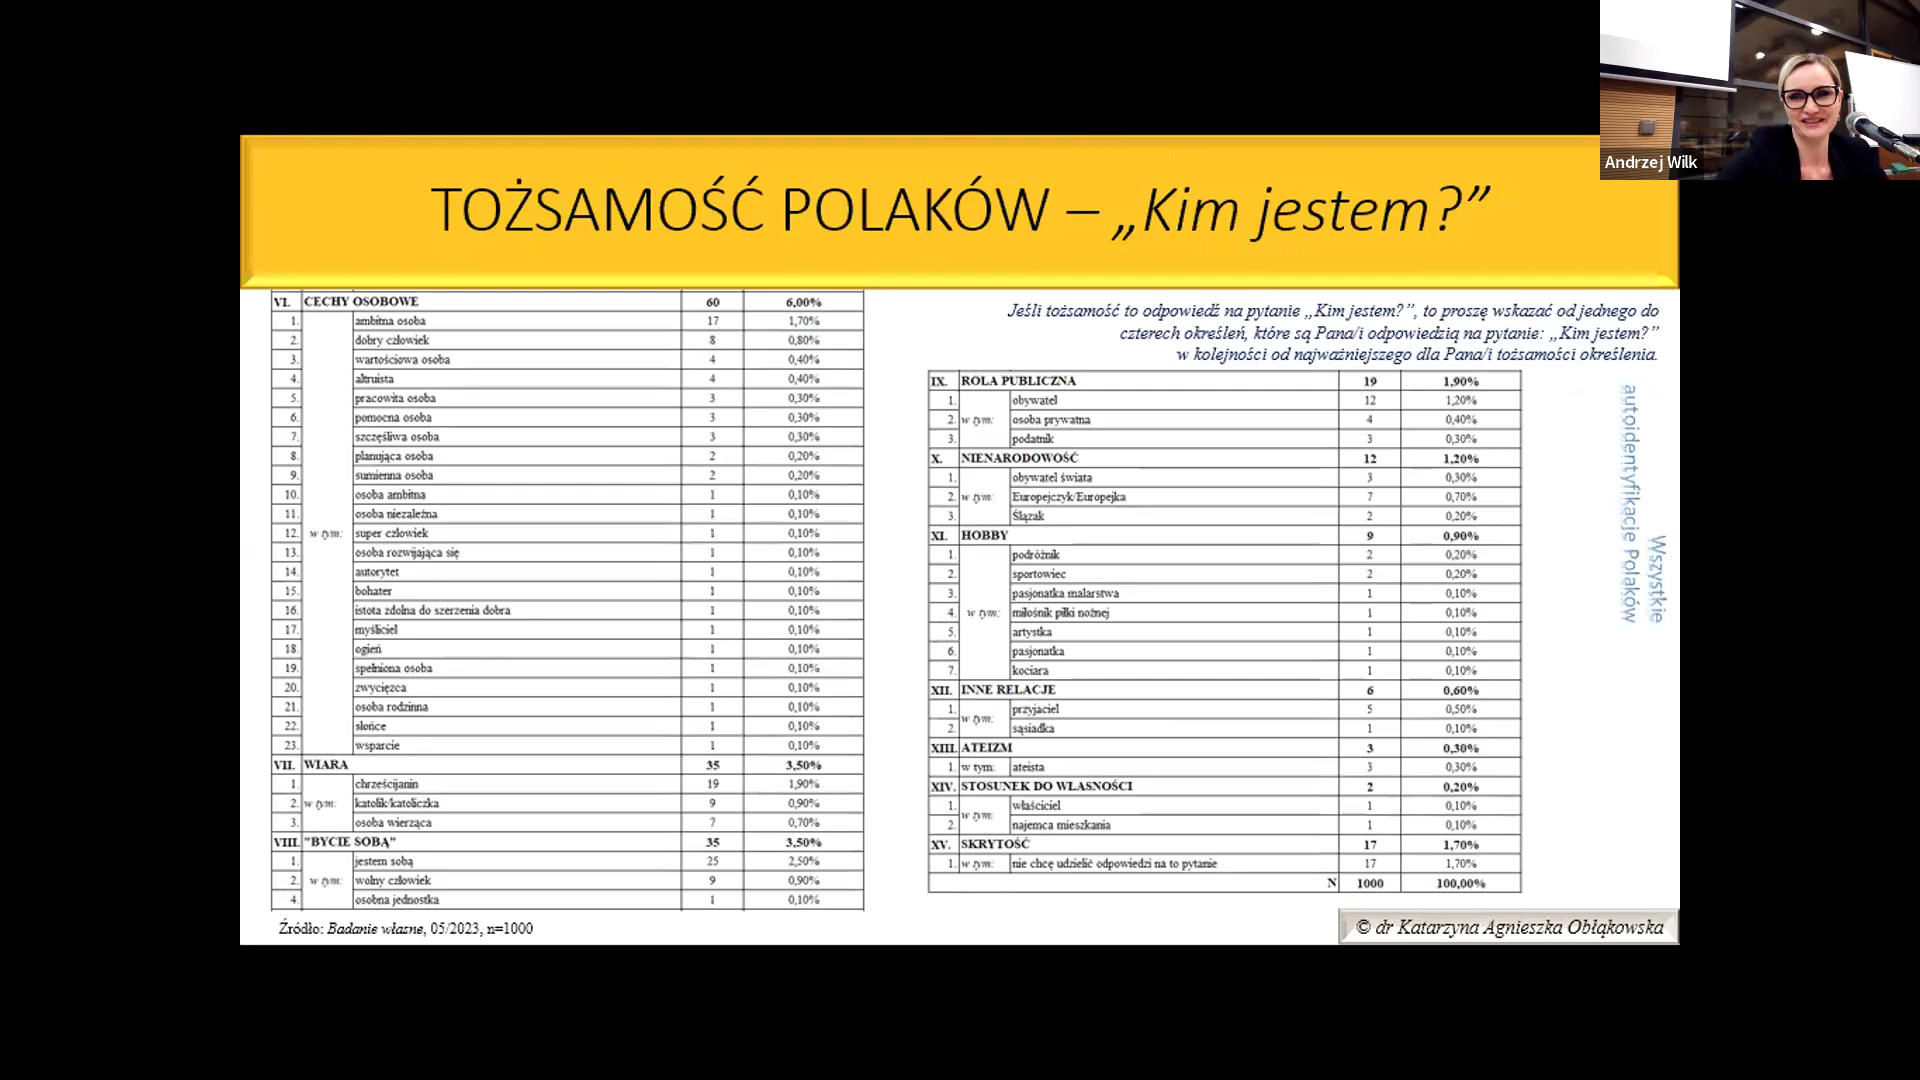 Andrzej Wilk
TOŻSAMOŚĆ POLAKÓW – „Kim jestem?”
VI. CECHY OSOBOWE 60 6,00%
1. ambitna osoba 17 1,70%
2. dobry człowiek 8 0,80%
3. wartościowa osoba 4 0,40%
4. altruista 4 0,40%
5. pracowita osoba 3 0,30%
6. pomocna osoba 3 0,30%
7. szczęśliwa osoba 3 0,30%
8. planująca osoba 2 0,20%
9. sumienna osoba 2 0,20%
10. osoba ambitna 1 0,10%
11. osoba niezależna 1 0,10%
12. w tym: super człowiek 1 0,10%
13. osoba rozwijająca się 1 0,10%
14. autorytet 1 0,10%
15. bohater 1 0,10%
16. istota zdolna do szerzenia dobra 1 0,10%
17. myśliciel 1 0,10%
18. ogień 1 0,10%
19. spełniona osoba 1 0,10%
20. zwycięzca 1 0,10%
21. osoba rodzinna 1 0,10%
22. słońce 1 0,10%
23. wsparcie 1 0,10%
VII. WIARA 35 3,50%
1. chrześcijanin 19 1,90%
2. w tym: katolik/katoliczka 9 0,90%
3. osoba wierząca 7 0,70%
VIII. "BYCIE SOBĄ" 35 3,50%
1. jestem sobą 25 2,50%
2. w tym: wolny człowiek 9 0,90%
4. osobna jednostka 1 0,10%
Źródło: Badanie własne, 05/2023, n=1000
Jeśli tożsamość to odpowiedź na pytanie „Kim jestem?”, to proszę wskazać od jednego do
czterech określeń, które są Pana/i odpowiedzią na pytanie: „Kim jestem?”
w kolejności od najważniejszego dla Pana/i tożsamości określenia.
IX. ROLA PUBLICZNA 19 1,90%
1. obywatel 12 1,20%
2. w tym: osoba prywatna 4 0,40%
3. podatnik 3 0,30%
X. NIENARODOWOŚĆ 12 1,20%
1. obywatel świata 3 0,30%
2. w tym: Europejczyk/Europejka 7 0,70%
3. Ślązak 2 0,20%
XI. HOBBY 9 0,90%
1. podróżnik 2 0,20%
2. sportowiec 2 0,20%
3. pasjonatka malarstwa 1 0,10%
4. w tym: miłośnik piłki nożnej 1 0,10%
5. artystka 1 0,10%
6. pasjonatka 1 0,10%
7. kociara 1 0,10%
XII. INNE RELACJE 6 0,60%
1. w tym: przyjaciel 5 0,50%
2. sąsiadka 1 0,10%
XIII. ATEIZM 3 0,30%
1. w tym: ateista 3 0,30%
XIV. STOSUNEK DO WŁASNOŚCI 2 0,20%
1. w tym: właściciel 1 0,10%
2. najemca mieszkania 1 0,10%
XV. SKRYTOŚĆ 17 1,70%
1. w tym: nie chcę udzielić odpowiedzi na to pytanie 17 1,70%
N 1000 100,00%
Wszystkie
autoidentyfikacje Polaków
© dr Katarzyna Agnieszka Obłąkowska